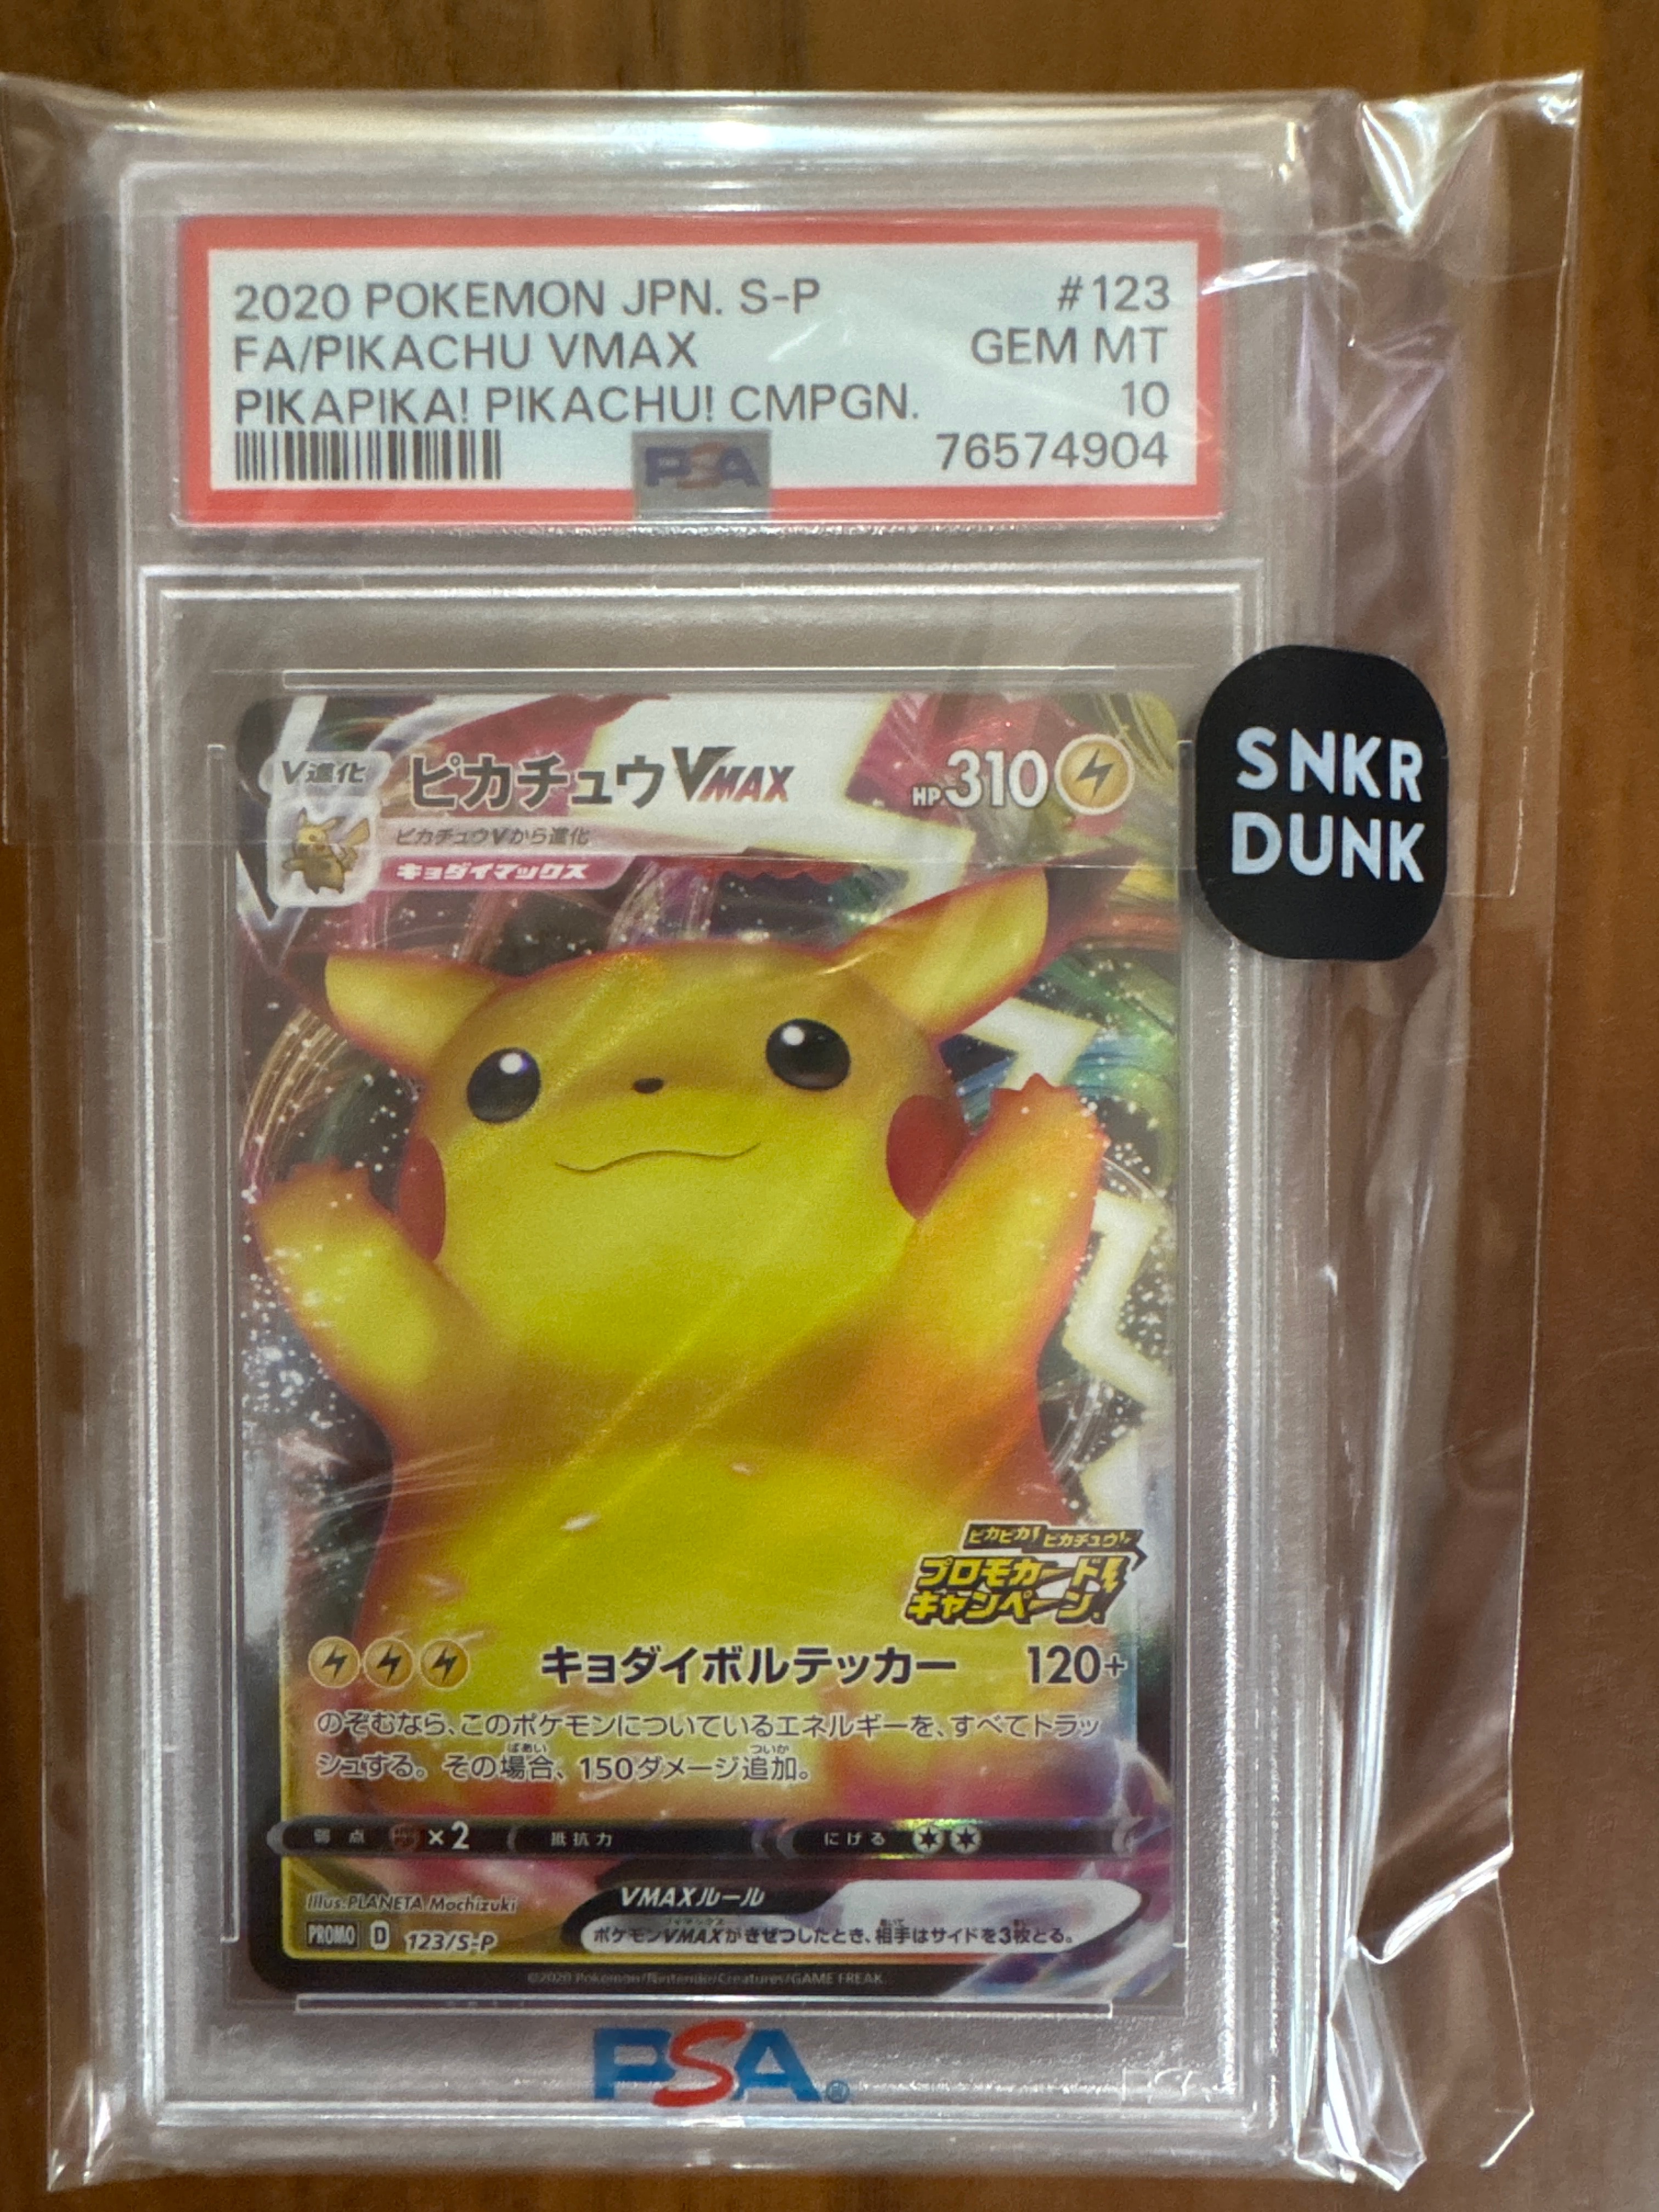 2020 POKEMON JPN. S-P #123
FA/PIKACHU VMAX GEM MT
PIKAPIKA! PIKACHU! CMPGN. 10
PSA 76574904
SNKR
DUNK
V進化 ピカチュウVMAX HP310
ピカチュウVから進化
キョダイマックス
ピカピカ! ピカチュウ!
プロモカード
キャンペーン!
キョダイボルテッカー 120+
のぞむなら、このポケモンについているエネルギーを、すべてトラッ
シュする。その場合、150ダメージ追加。
弱点 ×2 抵抗力 にげる
Illus.PLANETA Mochizuki
VMAXルール
PROMO D 123/S-P
ポケモンVMAXがきぜつしたとき、相手はサイドを3枚とる。
©2020 Pokémon/Nintendo/Creatures/GAME FREAK.
PSA